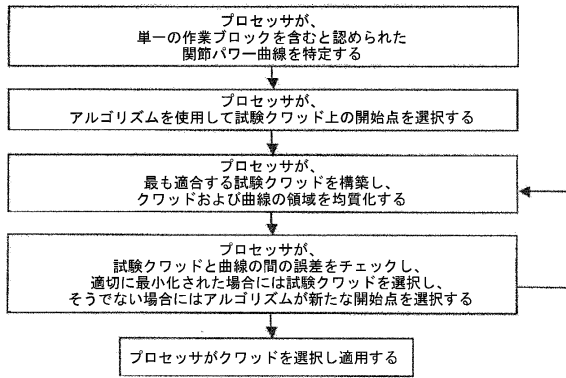 プロセッサが、
単一の作業ブロックを含むと認められた
関節パワー曲線を特定する
プロセッサが、
アルゴリズムを使用して試験クワッド上の開始点を選択する
プロセッサが、
最も適合する試験クワッドを構築し、
クワッドおよび曲線の領域を均質化する
プロセッサが、
試験クワッドと曲線の間の誤差をチェックし、
適切に最小化された場合には試験クワッドを選択し、
そうでない場合にはアルゴリズムが新たな開始点を選択する
プロセッサがクワッドを選択し適用する